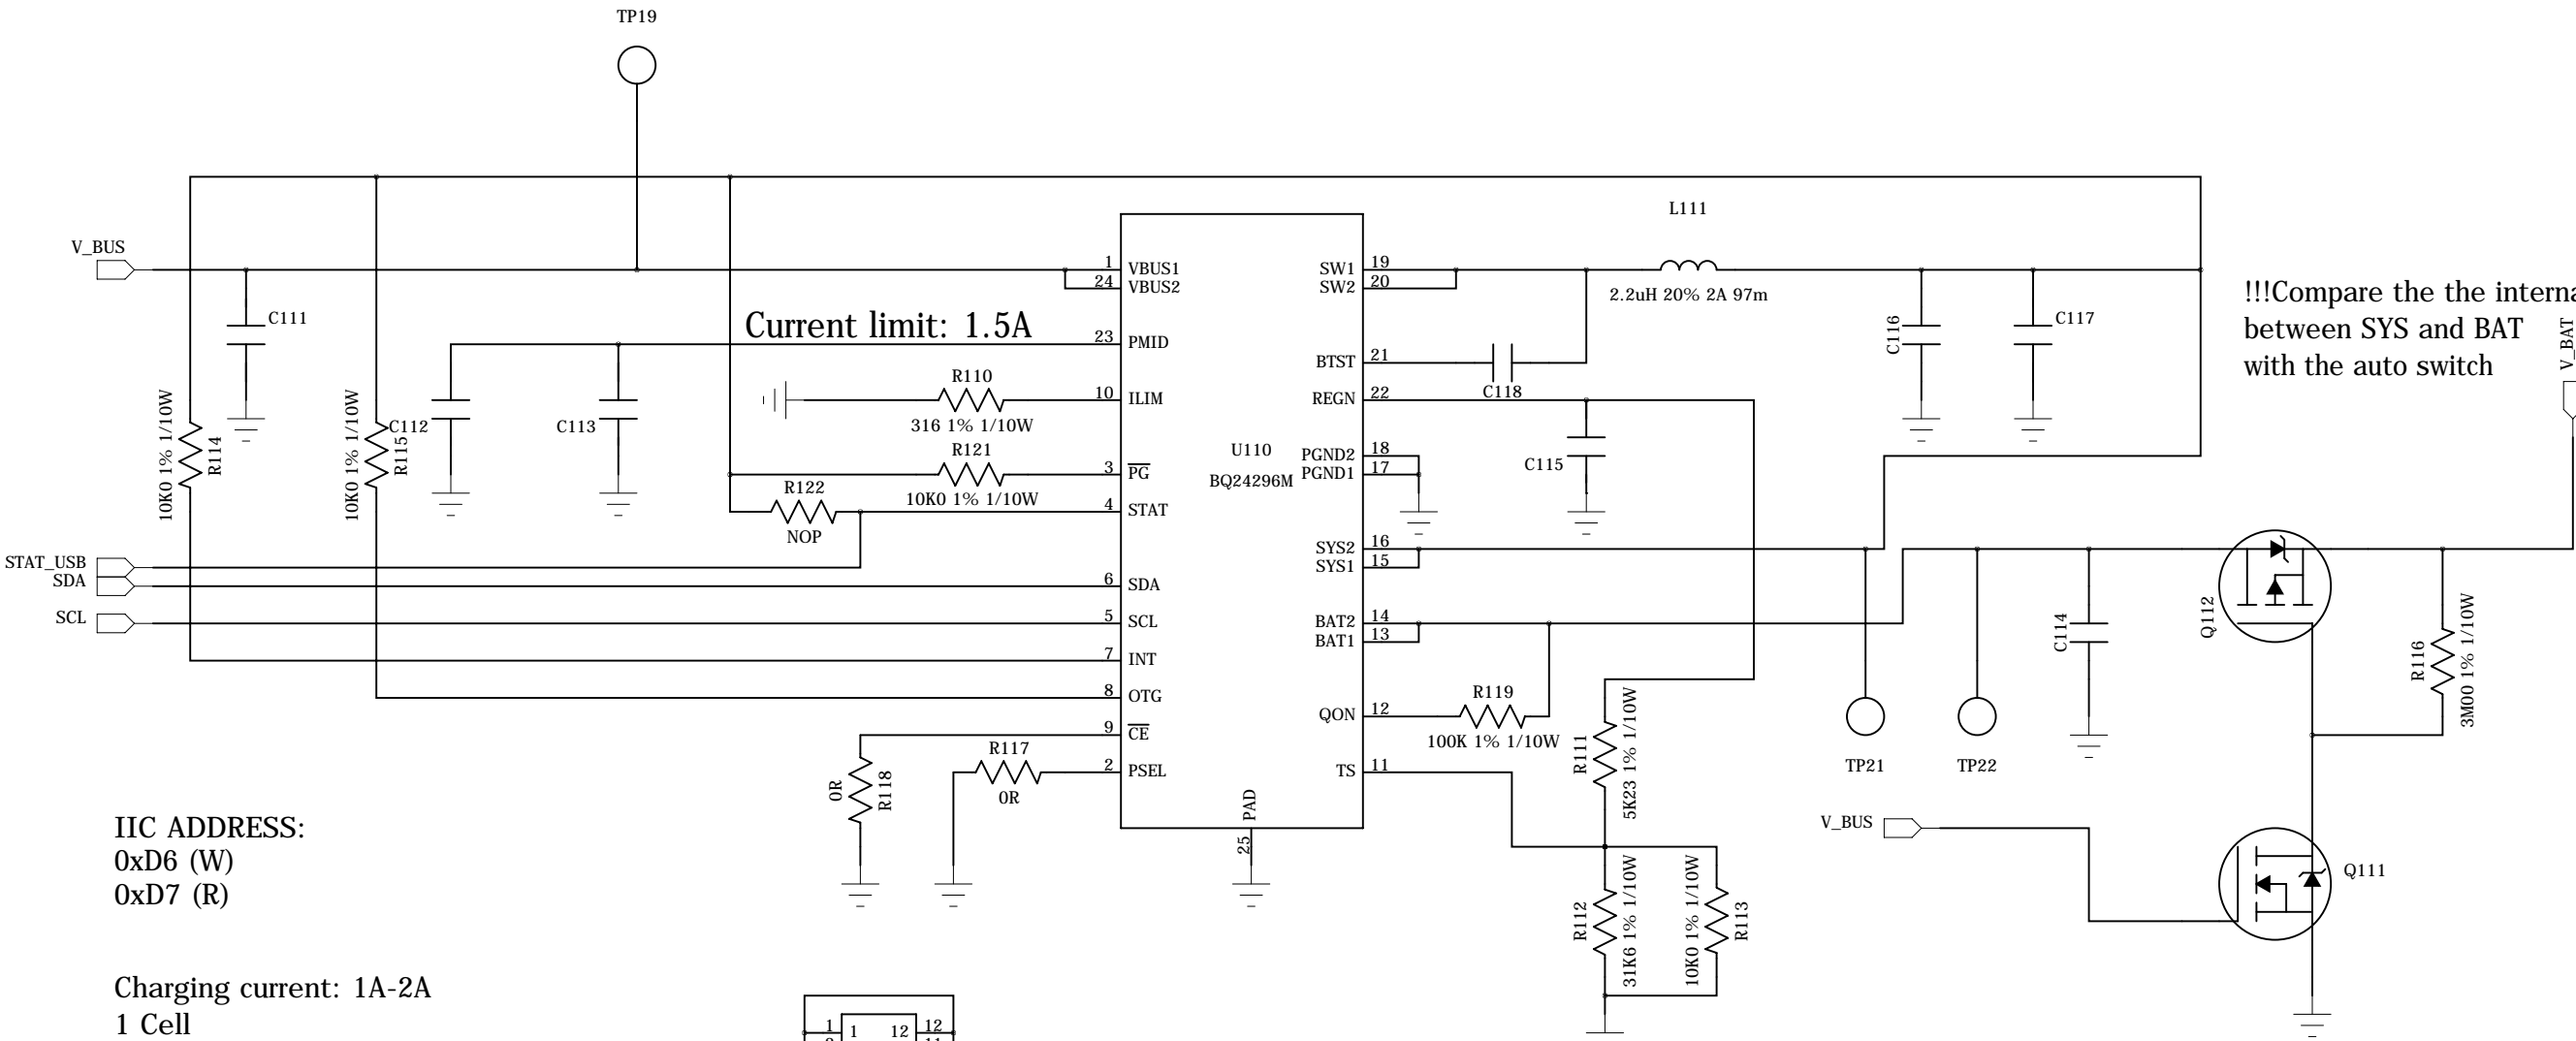 TP19
V_BUS
C111
10K0 1% 1/10W
R114
10K0 1% 1/10W
R115
C112
C113
Current limit: 1.5A
R110
316 1% 1/10W
R121
10K0 1% 1/10W
R122
NOP
STAT_USB
SDA
SCL
1 VBUS1
24 VBUS2
23 PMID
10 ILIM
3 PG
4 STAT
6 SDA
5 SCL
7 INT
8 OTG
9 CE
2 PSEL
U110
BQ24296M
PAD
25
SW1 19
SW2 20
BTST 21
REGN 22
PGND2 18
PGND1 17
SYS2 16
SYS1 15
BAT2 14
BAT1 13
QON 12
TS 11
L111
2.2uH 20% 2A 97m
C118
C115
C116
C117
!!!Compare the the interna
between SYS and BAT
with the auto switch
V_BAT
R119
100K 1% 1/10W
R111
5K23 1% 1/10W
R112
31K6 1% 1/10W
10K0 1% 1/10W
R113
TP21
TP22
C114
Q112
R116
3M00 1% 1/10W
V_BUS
Q111
0R
R118
R117
0R
IIC ADDRESS:
0xD6 (W)
0xD7 (R)
Charging current: 1A-2A
1 Cell
1 1 12 12